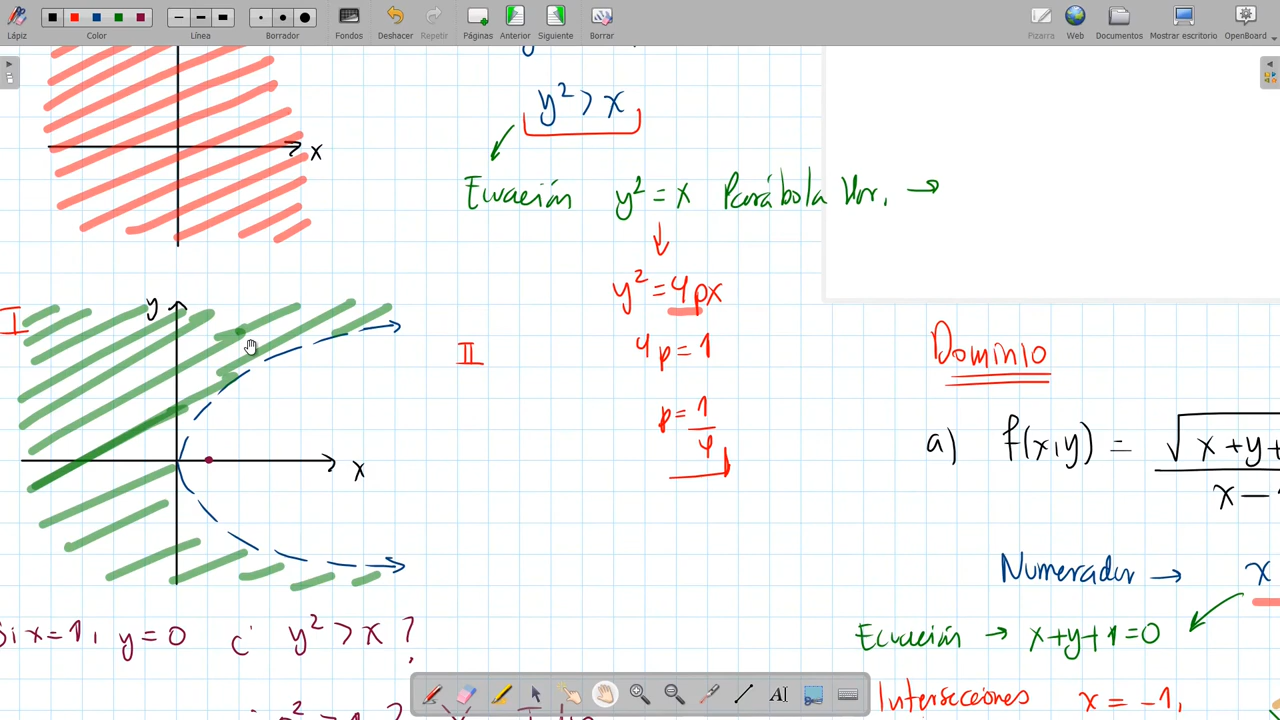 Lápiz Color Línea Borrador Fondos Deshacer Repetir Páginas Anterior Siguiente Borrar Pizarra Web Documentos Mostrar escritorio OpenBoard
y² > x
x
Ecuación y² = x Parábola Hor. →
y² = 4px
I
y
4p = 1
II
p = 1/4
x
Dominio
a) f(x,y) = √x+y+
x −
Numerador → x
Si x=1, y=0 ¿ y² > x ?
Ecuación → x+y+1=0
Intersecciones x = -1,